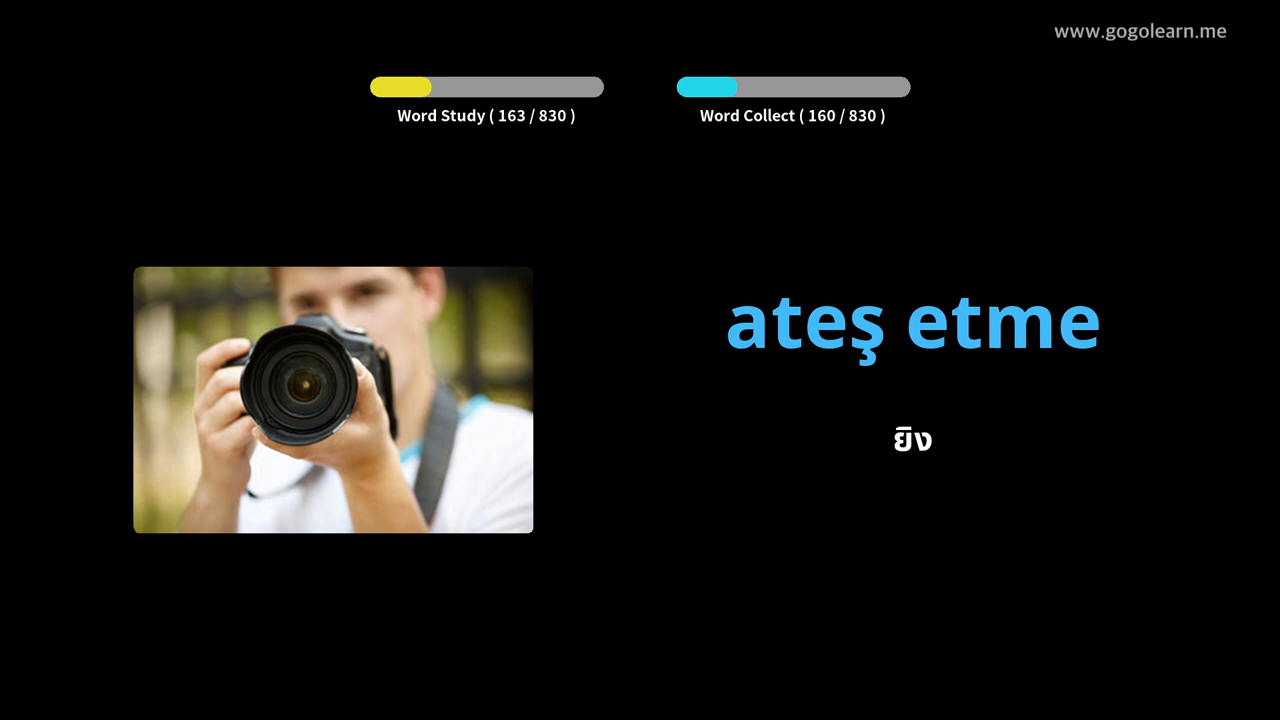 www.gogolearn.me
Word Study ( 163 / 830 )
Word Collect ( 160 / 830 )
ateş etme
ยิง